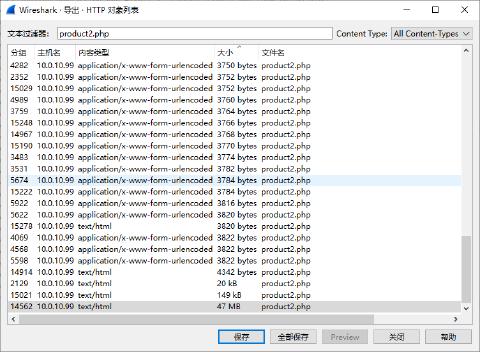 Wireshark · 导出 · HTTP 对象列表
文本过滤器: product2.php Content Type: All Content-Types
分组 主机名 内容类型 大小 文件名
4282 10.0.10.99 application/x-www-form-urlencoded 3750 bytes product2.php
2352 10.0.10.99 application/x-www-form-urlencoded 3752 bytes product2.php
15029 10.0.10.99 application/x-www-form-urlencoded 3752 bytes product2.php
4989 10.0.10.99 application/x-www-form-urlencoded 3760 bytes product2.php
3759 10.0.10.99 application/x-www-form-urlencoded 3764 bytes product2.php
15248 10.0.10.99 application/x-www-form-urlencoded 3766 bytes product2.php
14967 10.0.10.99 application/x-www-form-urlencoded 3768 bytes product2.php
15190 10.0.10.99 application/x-www-form-urlencoded 3770 bytes product2.php
3483 10.0.10.99 application/x-www-form-urlencoded 3774 bytes product2.php
3531 10.0.10.99 application/x-www-form-urlencoded 3782 bytes product2.php
5674 10.0.10.99 application/x-www-form-urlencoded 3784 bytes product2.php
15222 10.0.10.99 application/x-www-form-urlencoded 3784 bytes product2.php
5922 10.0.10.99 application/x-www-form-urlencoded 3816 bytes product2.php
5622 10.0.10.99 application/x-www-form-urlencoded 3820 bytes product2.php
15278 10.0.10.99 text/html 3820 bytes product2.php
4069 10.0.10.99 application/x-www-form-urlencoded 3822 bytes product2.php
4568 10.0.10.99 application/x-www-form-urlencoded 3822 bytes product2.php
5598 10.0.10.99 application/x-www-form-urlencoded 3822 bytes product2.php
14914 10.0.10.99 text/html 4342 bytes product2.php
2129 10.0.10.99 text/html 20 kB product2.php
15021 10.0.10.99 text/html 149 kB product2.php
14562 10.0.10.99 text/html 47 MB product2.php
保存 全部保存 Preview 关闭 帮助